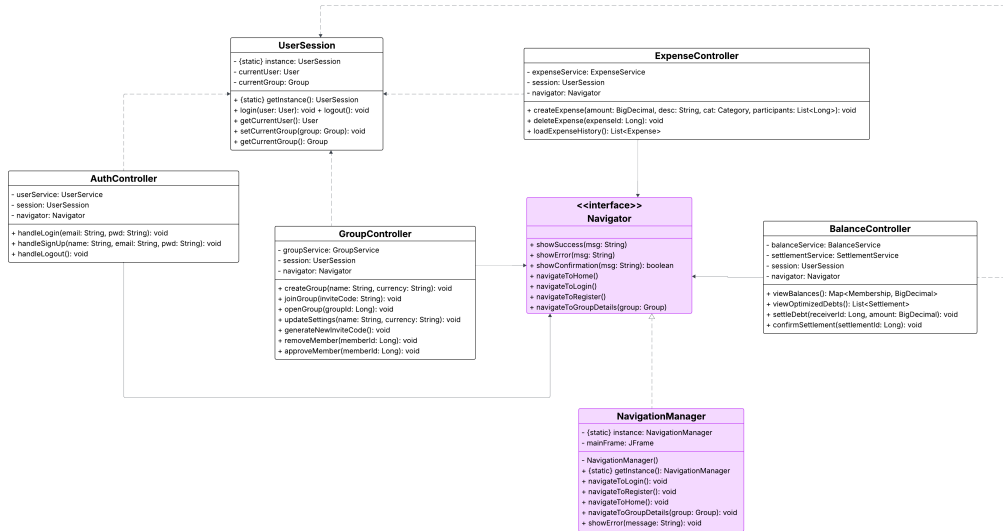 UserSession
- {static} instance: UserSession
- currentUser: User
- currentGroup: Group
+ {static} getInstance(): UserSession
+ login(user: User): void + logout(): void
+ getCurrentUser(): User
+ setCurrentGroup(group: Group): void
+ getCurrentGroup(): Group
ExpenseController
- expenseService: ExpenseService
- session: UserSession
- navigator: Navigator
+ createExpense(amount: BigDecimal, desc: String, cat: Category, participants: List<Long>): void
+ deleteExpense(expenseId: Long): void
+ loadExpenseHistory(): List<Expense>
AuthController
- userService: UserService
- session: UserSession
- navigator: Navigator
+ handleLogin(email: String, pwd: String): void
+ handleSignUp(name: String, email: String, pwd: String): void
+ handleLogout(): void
GroupController
- groupService: GroupService
- session: UserSession
- navigator: Navigator
+ createGroup(name: String, currency: String): void
+ joinGroup(inviteCode: String): void
+ openGroup(groupId: Long): void
+ updateSettings(name: String, currency: String): void
+ generateNewInviteCode(): void
+ removeMember(memberId: Long): void
+ approveMember(memberId: Long): void
<<interface>>
Navigator
+ showSuccess(msg: String)
+ showError(msg: String)
+ showConfirmation(msg: String): boolean
+ navigateToHome()
+ navigateToLogin()
+ navigateToRegister()
+ navigateToGroupDetails(group: Group)
BalanceController
- balanceService: BalanceService
- settlementService: SettlementService
- session: UserSession
- navigator: Navigator
+ viewBalances(): Map<Membership, BigDecimal>
+ viewOptimizedDebts(): List<Settlement>
+ settleDebt(receiverId: Long, amount: BigDecimal): void
+ confirmSettlement(settlementId: Long): void
NavigationManager
- {static} instance: NavigationManager
- mainFrame: JFrame
- NavigationManager()
+ {static} getInstance(): NavigationManager
+ navigateToLogin(): void
+ navigateToRegister(): void
+ navigateToHome(): void
+ navigateToGroupDetails(group: Group): void
+ showError(message: String): void